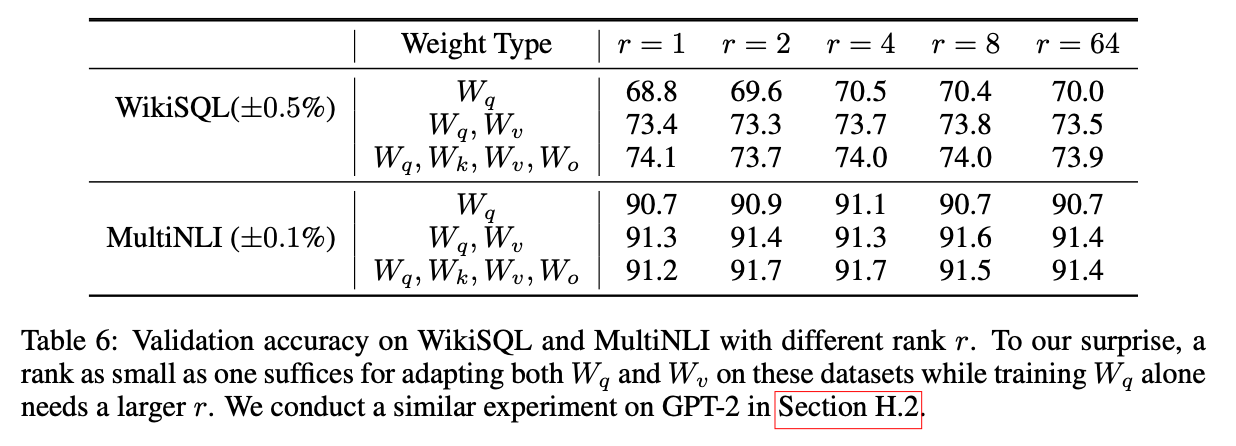 Weight Type r = 1 r = 2 r = 4 r = 8 r = 64
WikiSQL(±0.5%) W_q 68.8 69.6 70.5 70.4 70.0
W_q, W_v 73.4 73.3 73.7 73.8 73.5
W_q, W_k, W_v, W_o 74.1 73.7 74.0 74.0 73.9
MultiNLI (±0.1%) W_q 90.7 90.9 91.1 90.7 90.7
W_q, W_v 91.3 91.4 91.3 91.6 91.4
W_q, W_k, W_v, W_o 91.2 91.7 91.7 91.5 91.4
Table 6: Validation accuracy on WikiSQL and MultiNLI with different rank r. To our surprise, a
rank as small as one suffices for adapting both W_q and W_v on these datasets while training W_q alone
needs a larger r. We conduct a similar experiment on GPT-2 in Section H.2.